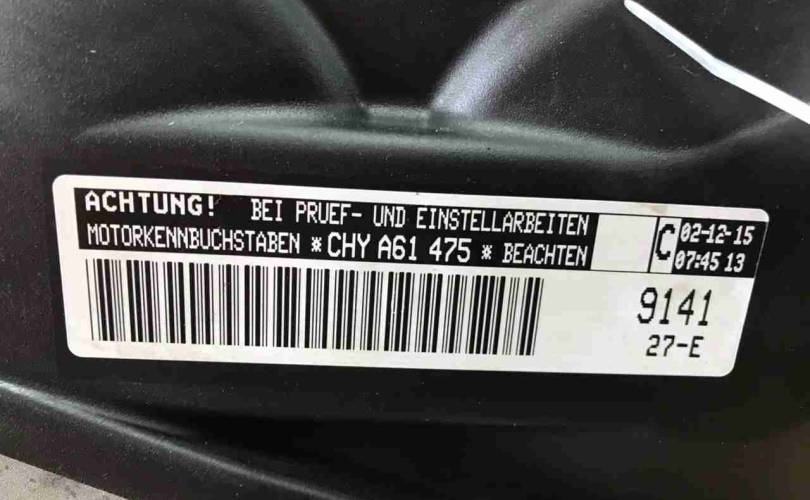 ACHTUNG! BEI PRUEF- UND EINSTELLARBEITEN
MOTORKENNBUCHSTABEN *CHY A61 475 * BEACHTEN
C 02-12-15
07:45 13
9141
27-E